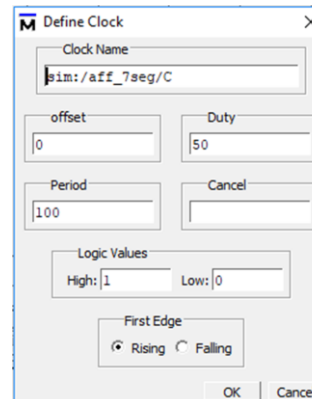 M Define Clock
Clock Name
sim:/aff_7seg/C
offset
Duty
0
50
Period
Cancel
100
Logic Values
High: 1 Low: 0
First Edge
Rising Falling
OK Cance